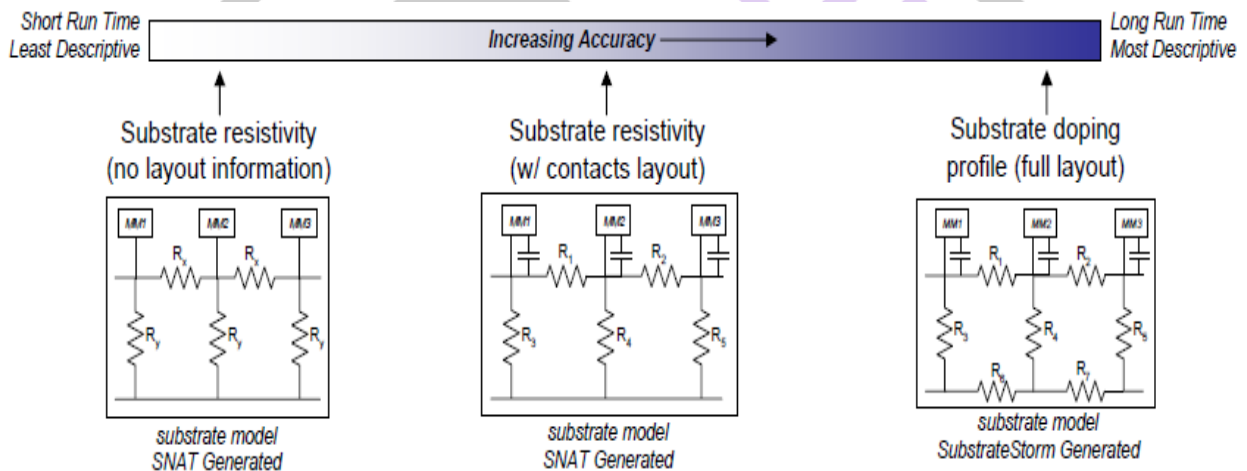 Short Run Time
Least Descriptive
Increasing Accuracy
Long Run Time
Most Descriptive
Substrate resistivity
(no layout information)
Substrate resistivity
(w/ contacts layout)
Substrate doping
profile (full layout)
MM1 MM2 MM3
Rx Rx
Ry Ry Ry
substrate model
SNAT Generated
MM1 MM2 MM3
R1 R2
R3 R4 R5
substrate model
SNAT Generated
MM1 MM2 MM3
R1 R2
R3 R4 R5
R6 R7
substrate model
SubstrateStorm Generated